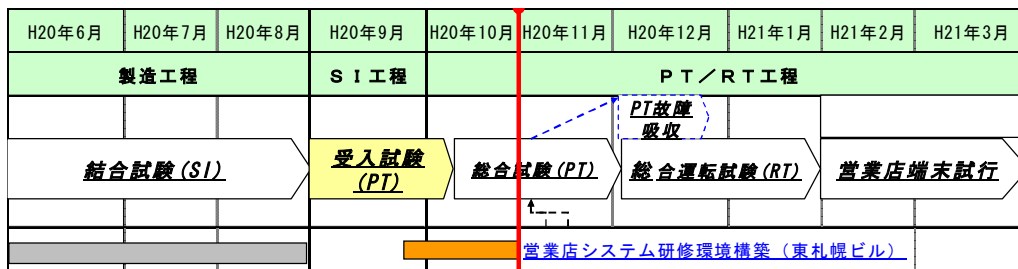 H20年6月 H20年7月 H20年8月 H20年9月 H20年10月 H20年11月 H20年12月 H21年1月 H21年2月 H21年3月
製造工程 ＳＩ工程 ＰＴ／ＲＴ工程
PT故障
吸収
結合試験(SI) 受入試験
(PT) 総合試験(PT) 総合運転試験(RT) 営業店端末試行
営業店システム研修環境構築（東札幌ビル）